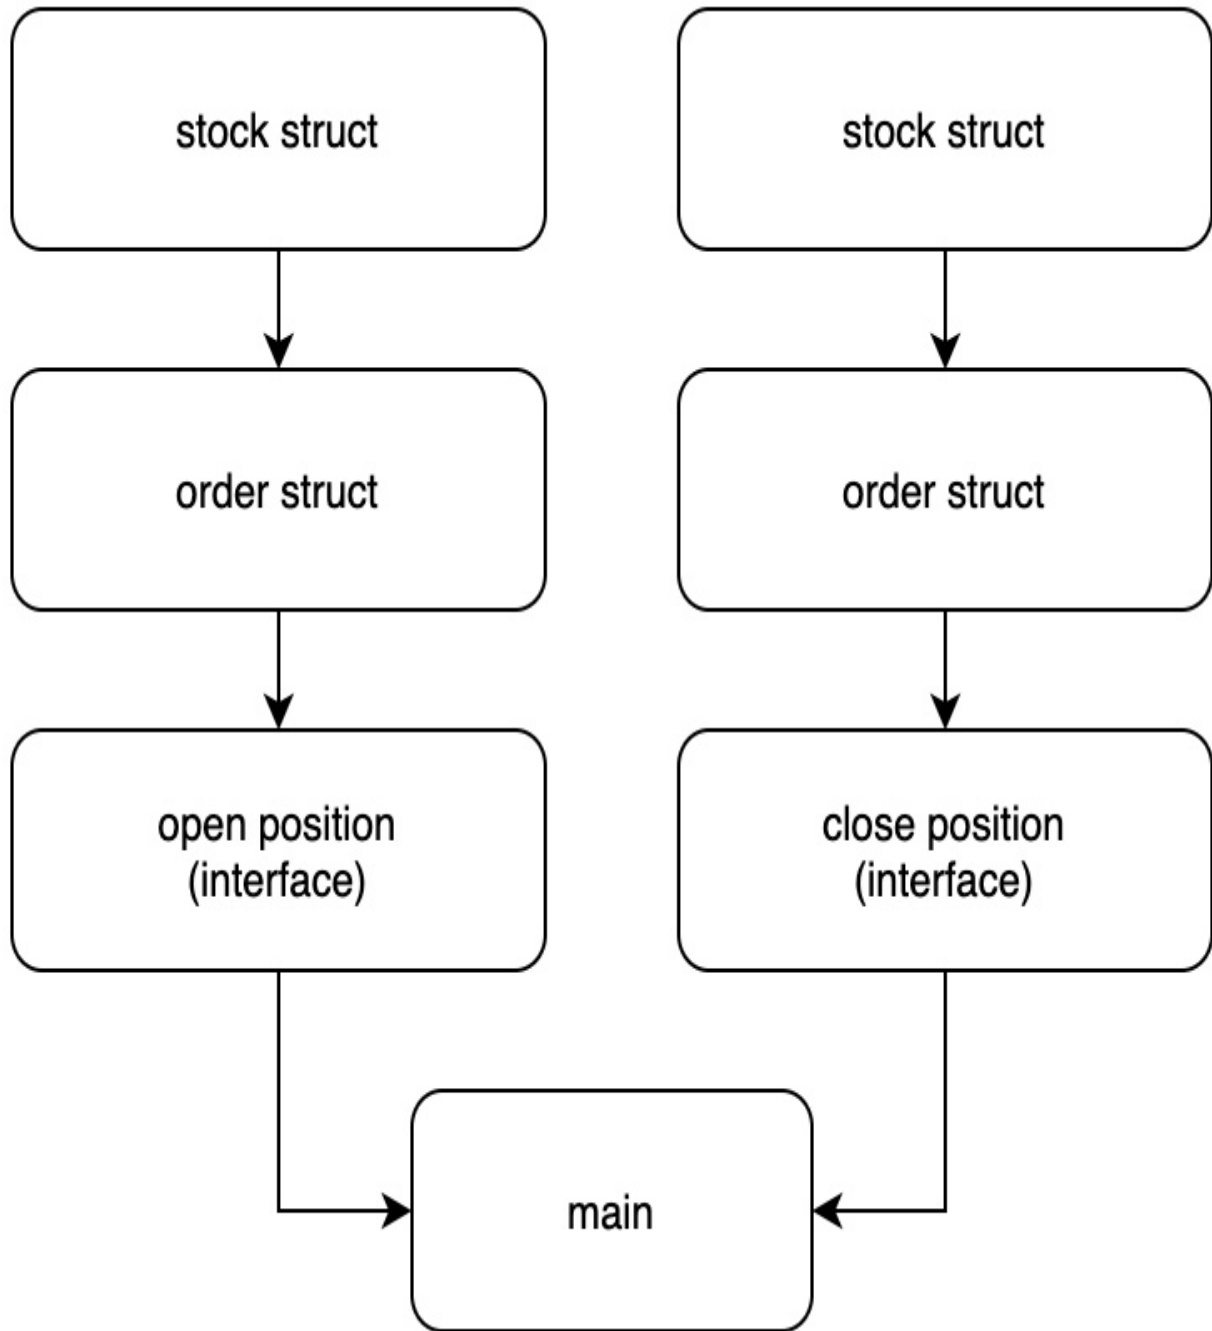 stock struct
stock struct
order struct
order struct
open position
(interface)
close position
(interface)
main